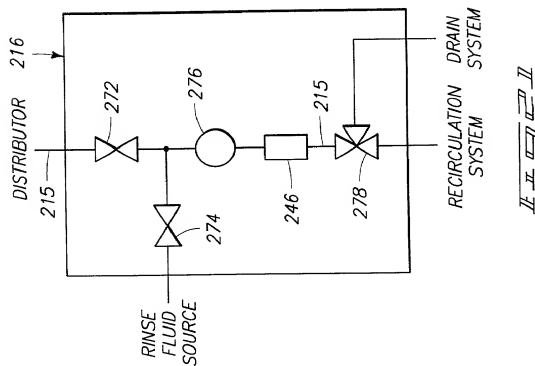 216
DISTRIBUTOR
215
272
276
274
RINSE
FLUID
SOURCE
246
215
278
DRAIN
SYSTEM
RECIRCULATION
SYSTEM